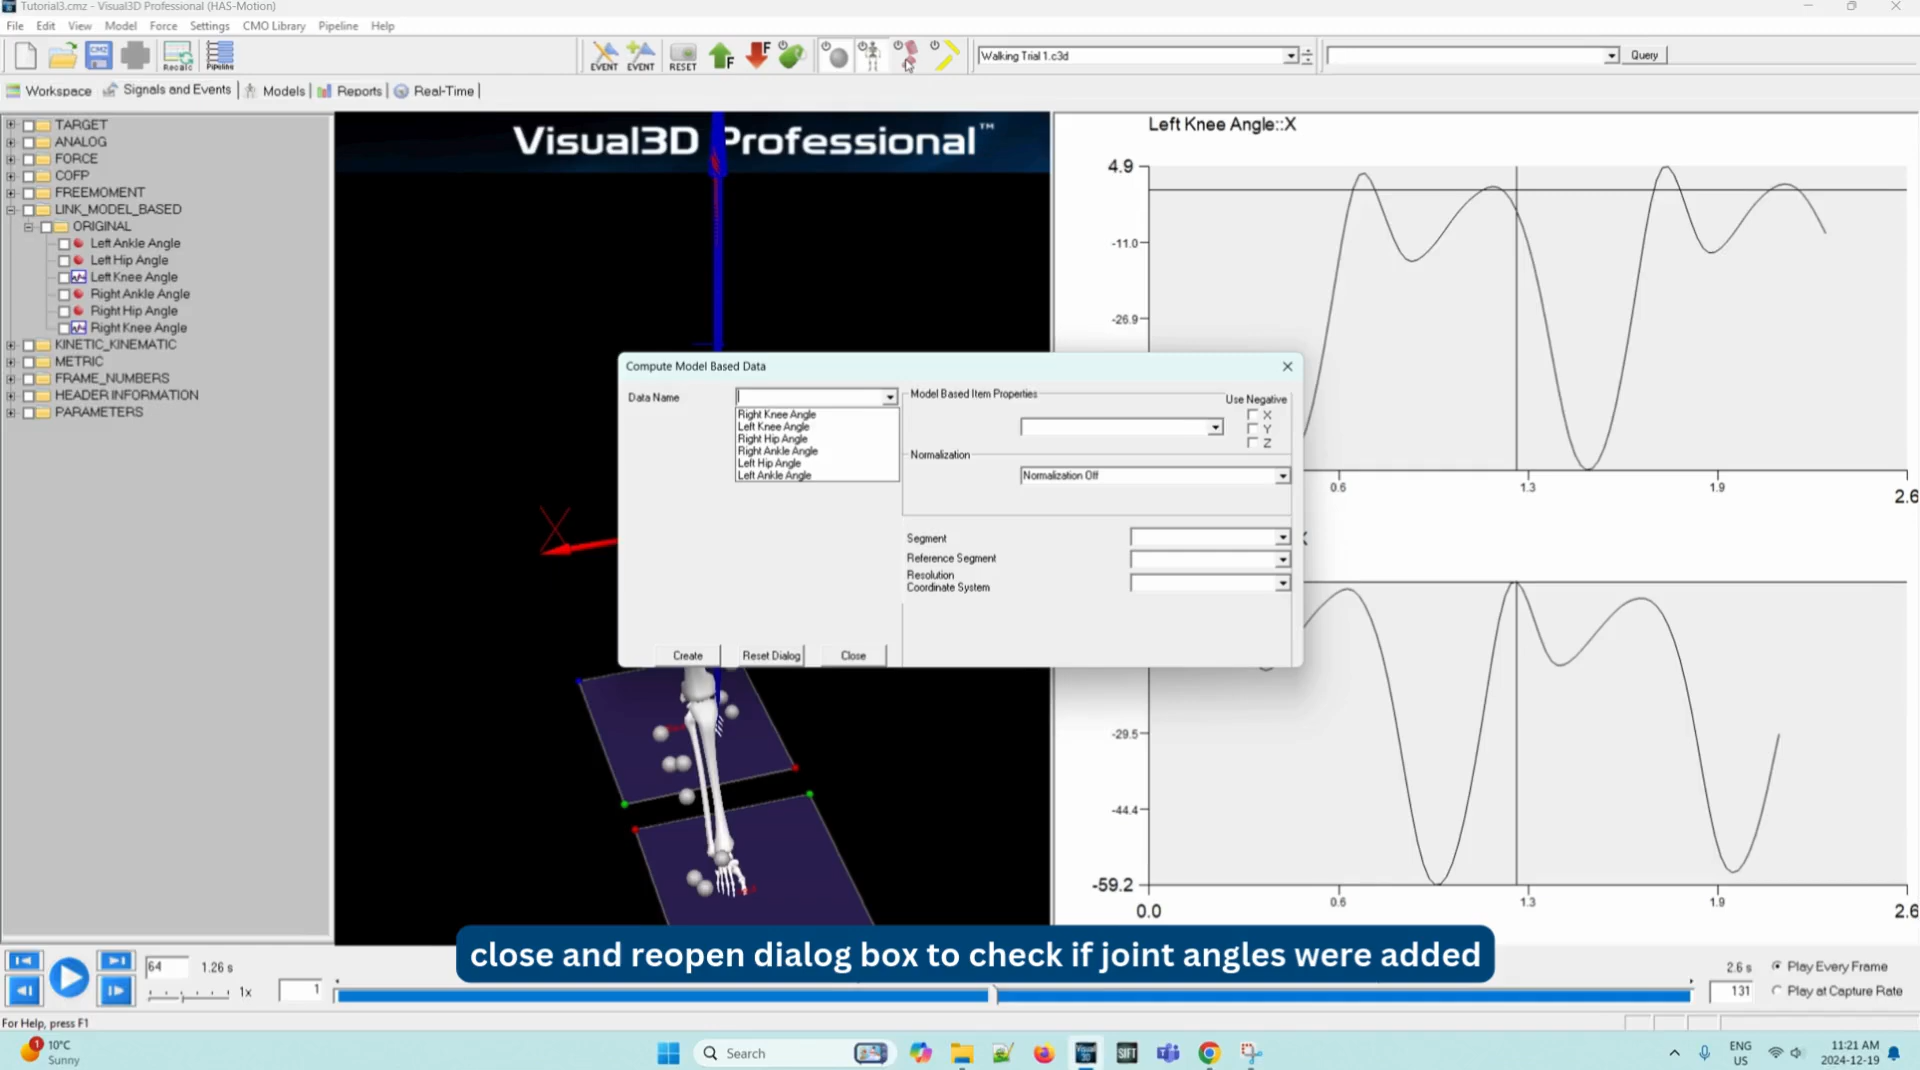 Tutorial3.cmz - Visual3D Professional (HAS-Motion)
File Edit View Model Force Settings CMO Library Pipeline Help
CMZ
Recalc
Pipeline
EVENT
EVENT
RESET
F
F
Walking Trial 1.c3d
Query
Workspace Signals and Events Models Reports Real-Time
TARGET
ANALOG
FORCE
COFP
FREEMOMENT
LINK_MODEL_BASED
ORIGINAL
Left Ankle Angle
Left Hip Angle
Left Knee Angle
Right Ankle Angle
Right Hip Angle
Right Knee Angle
KINETIC_KINEMATIC
METRIC
FRAME_NUMBERS
HEADER INFORMATION
PARAMETERS
Visual3D Professional™
X
Left Knee Angle::X
4.9
-11.0
-26.9
0.6
1.3
1.9
2.6
Compute Model Based Data
Data Name
Right Knee Angle
Left Knee Angle
Right Hip Angle
Right Ankle Angle
Left Hip Angle
Left Ankle Angle
Model Based Item Properties
Use Negative
X
Y
Z
Normalization
Normalization Off
Segment
Reference Segment
Resolution
Coordinate System
Create
Reset Dialog
Close
-29.5
-44.4
-59.2
0.0
0.6
1.3
1.9
2.6
close and reopen dialog box to check if joint angles were added
64
1.26 s
1x
1
2.6 s
131
Play Every Frame
Play at Capture Rate
For Help, press F1
1
10°C
Sunny
Search
SIFT
ENG
US
11:21 AM
2024-12-19